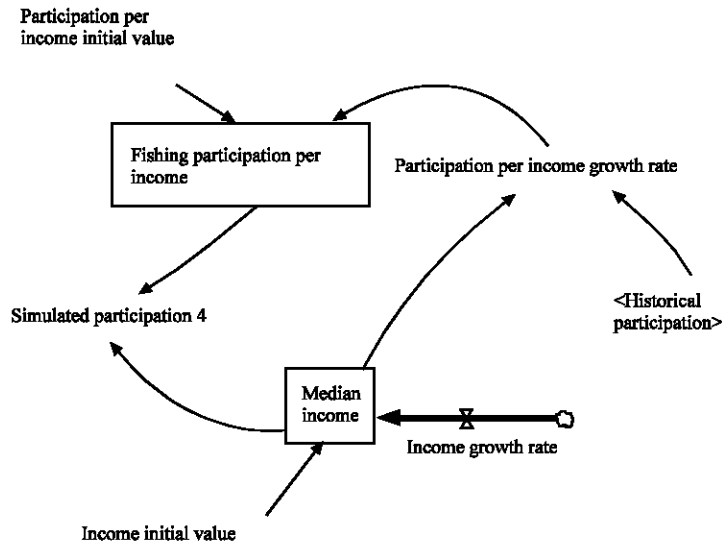 Participation per
income initial value
Fishing participation per
income
Participation per income growth rate
Simulated participation 4
<Historical
participation>
Median
income
Income growth rate
Income initial value